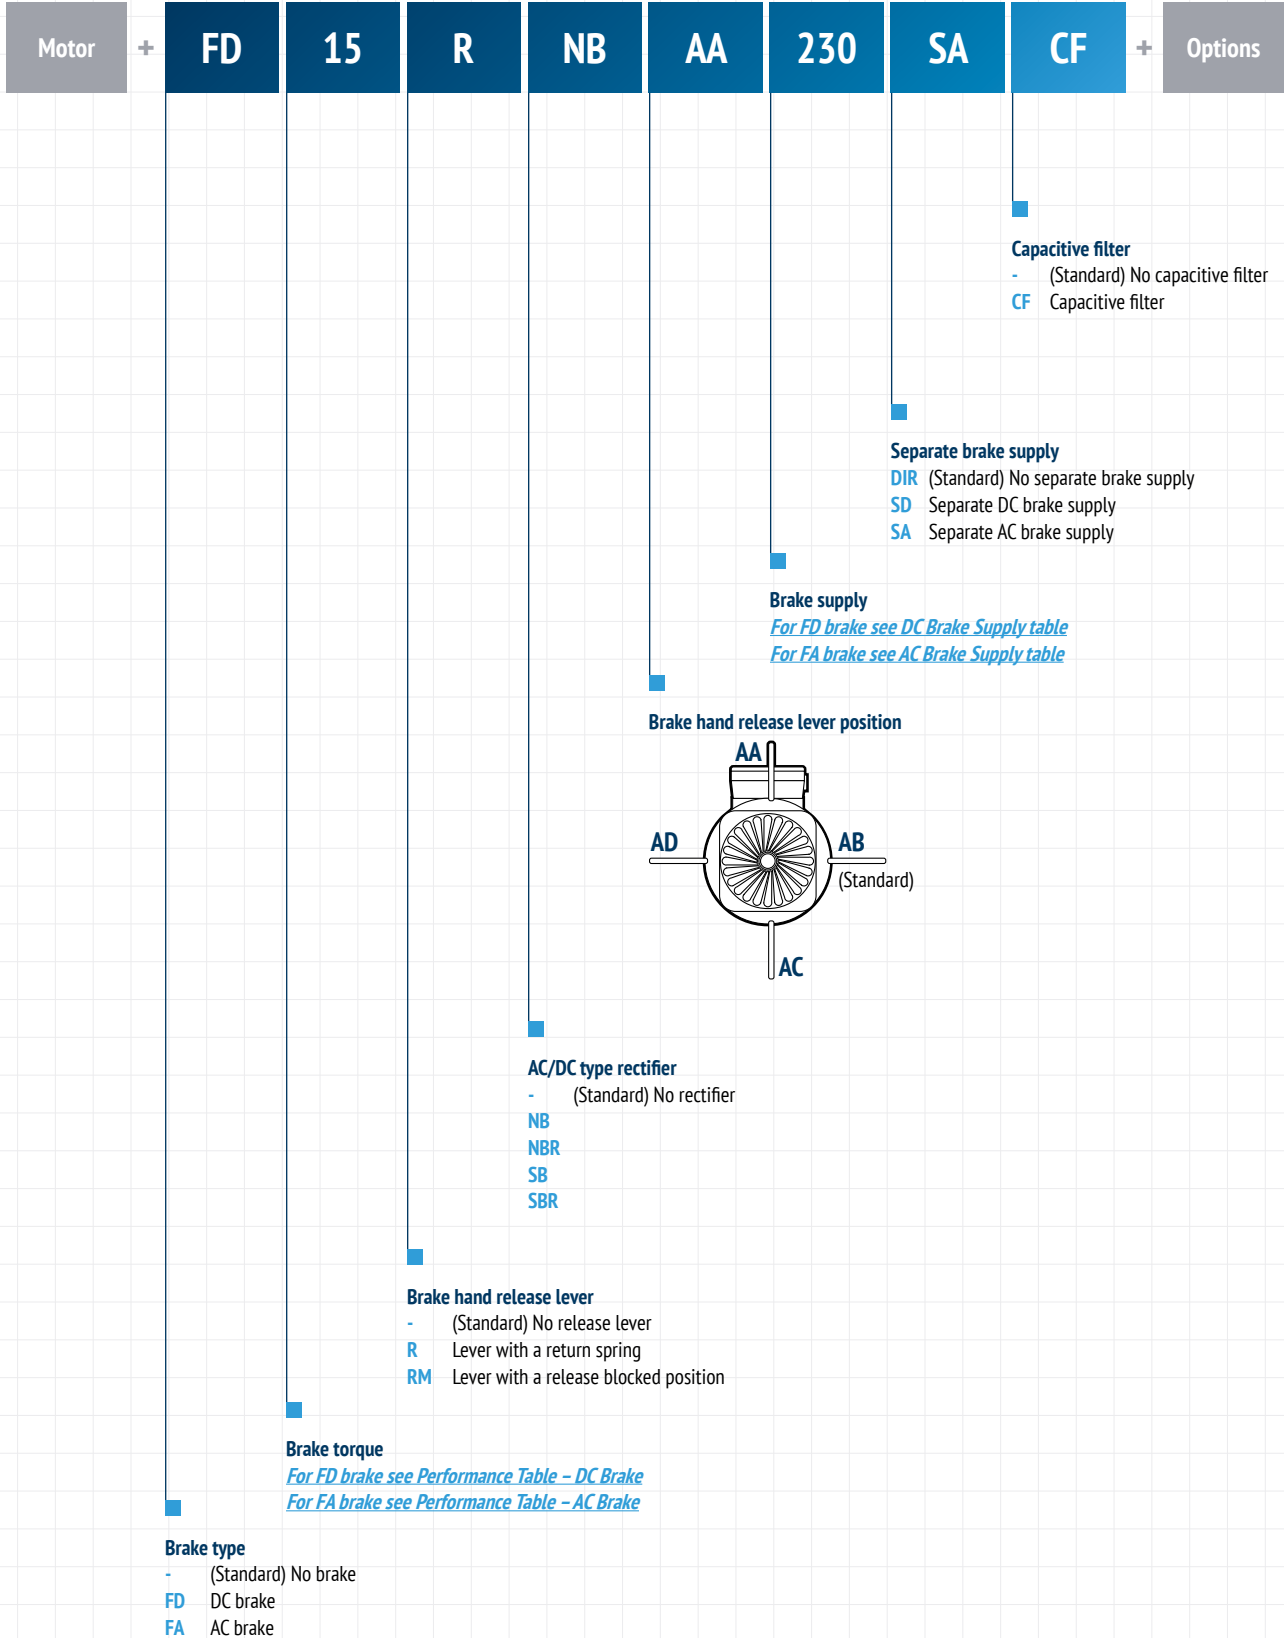 Motor + FD 15 R NB AA 230 SA CF + Options
Capacitive filter
- (Standard) No capacitive filter
CF Capacitive filter
Separate brake supply
DIR (Standard) No separate brake supply
SD Separate DC brake supply
SA Separate AC brake supply
Brake supply
For FD brake see DC Brake Supply table
For FA brake see AC Brake Supply table
Brake hand release lever position
AA
AD
AB
(Standard)
AC
AC/DC type rectifier
- (Standard) No rectifier
NB
NBR
SB
SBR
Brake hand release lever
- (Standard) No release lever
R Lever with a return spring
RM Lever with a release blocked position
Brake torque
For FD brake see Performance Table – DC Brake
For FA brake see Performance Table – AC Brake
Brake type
- (Standard) No brake
FD DC brake
FA AC brake